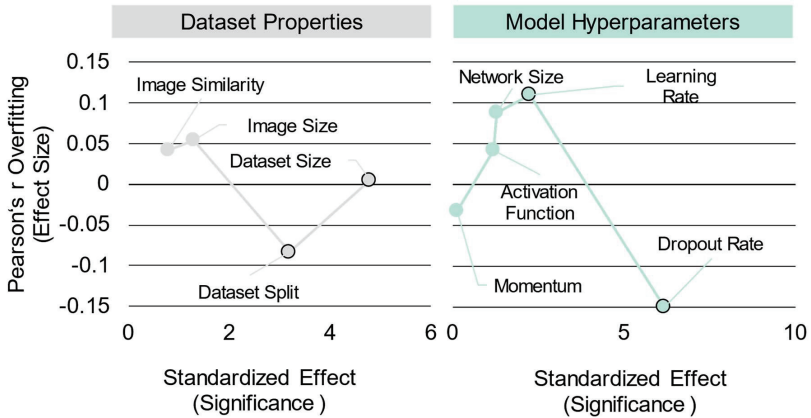 Dataset Properties
Model Hyperparameters
Pearson‘s r Overfitting
(Effect Size)
0.15
0.1
0.05
0
-0.05
-0.1
-0.15
Image Similarity
Image Size
Dataset Size
Dataset Split
0 2 4 6
Standardized Effect
(Significance )
Network Size
Learning
Rate
Activation
Function
Dropout Rate
Momentum
0 5 10
Standardized Effect
(Significance )